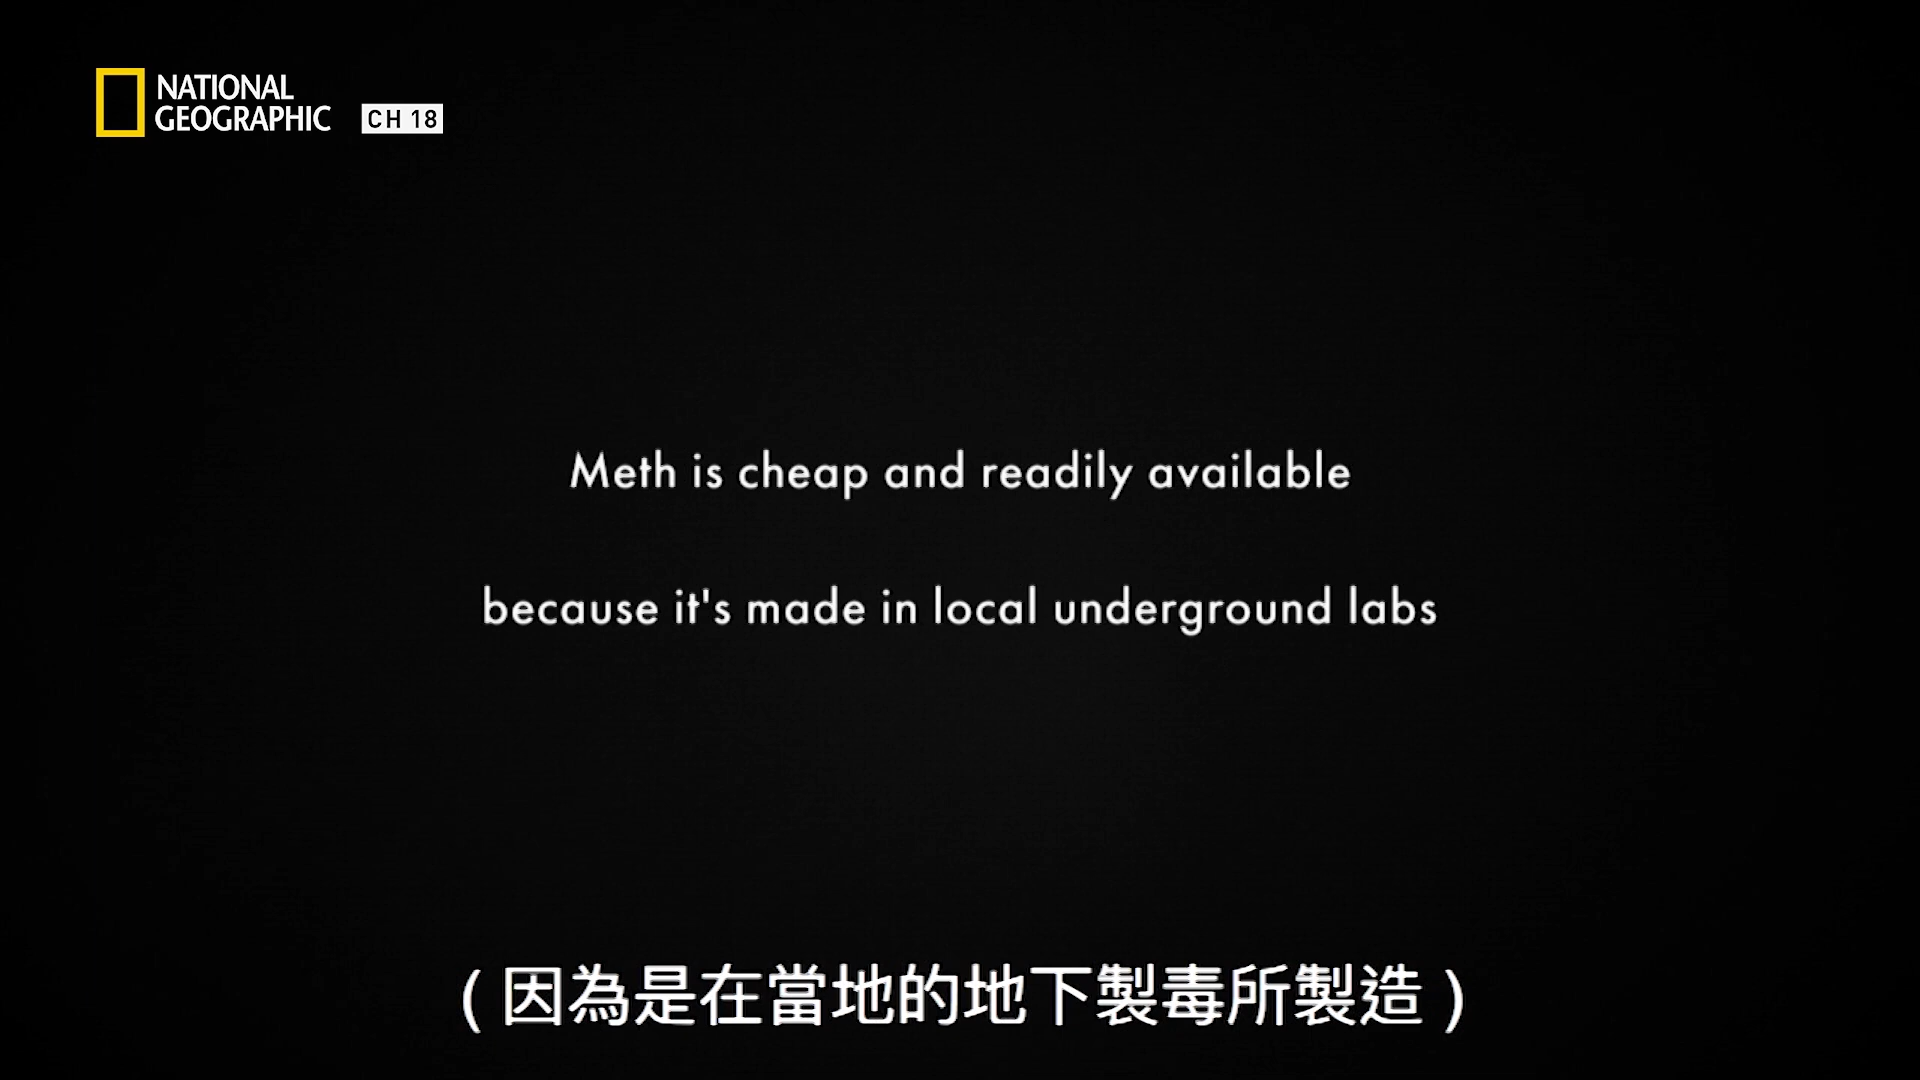 NATIONAL
GEOGRAPHIC CH 18
Meth is cheap and readily available
because it's made in local underground labs
( 因為是在當地的地下製毒所製造 )